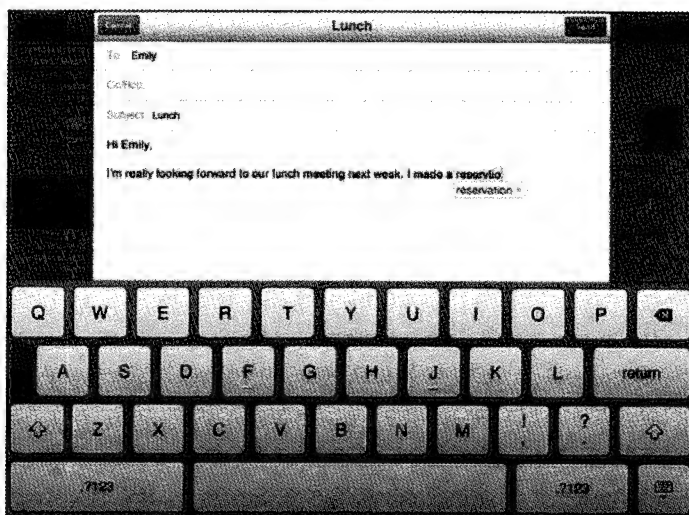 Lunch
To: Emily
Cc/Bcc:
Subject: Lunch
Hi Emily,
I'm really looking forward to our lunch meeting next week. I made a reservtio
reservation ×
Q W E R T Y U I O P
A S D F G H J K L return
Z X C V B N M ! , ? .
.?123 .?123